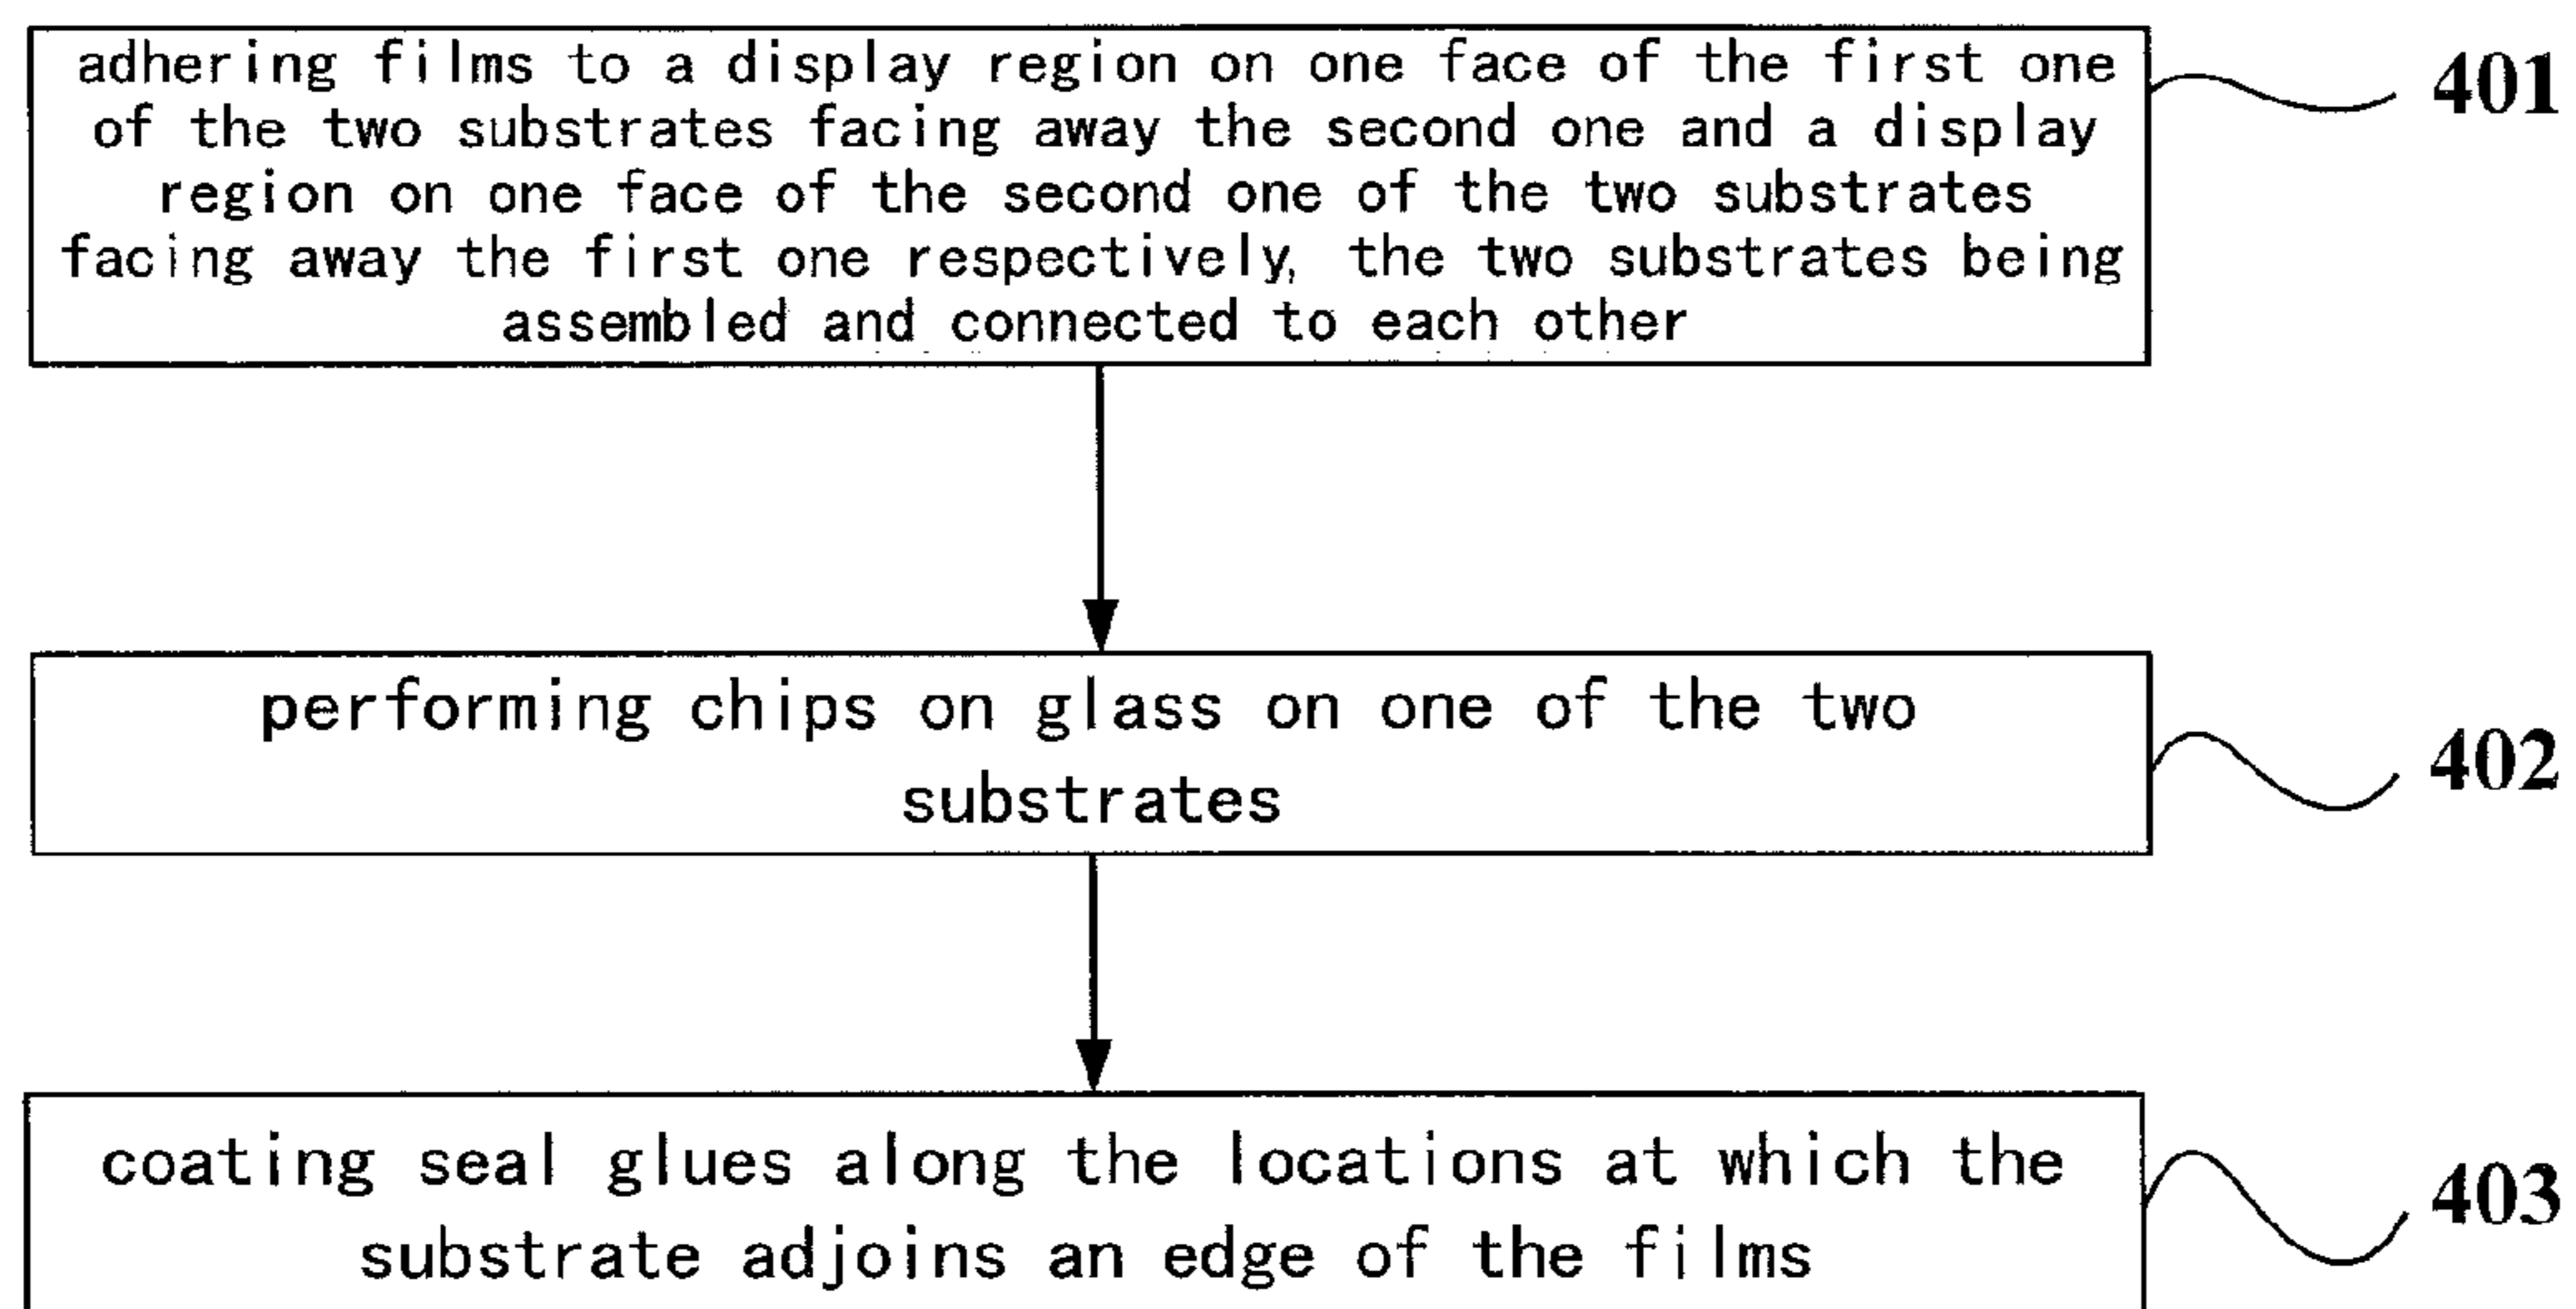 adhering films to a display region on one face of the first one
of the two substrates facing away the second one and a display
region on one face of the second one of the two substrates
facing away the first one respectively, the two substrates being
assembled and connected to each other
401
performing chips on glass on one of the two
substrates
402
coating seal glues along the locations at which the
substrate adjoins an edge of the films
403